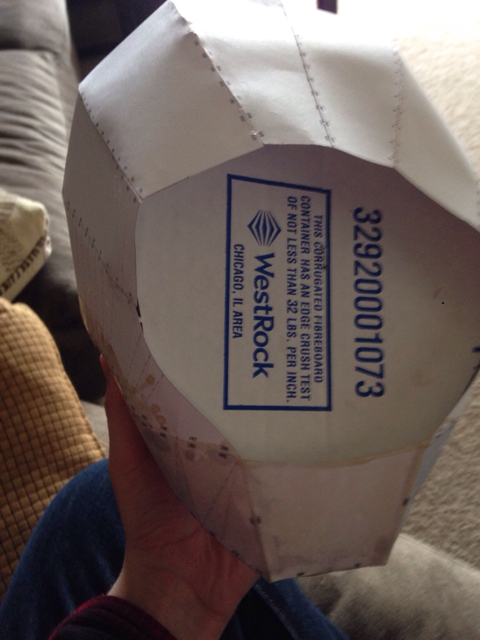 32920001073
THIS CORRUGATED FIBREBOARD
CONTAINER HAS AN EDGE CRUSH TEST
OF NOT LESS THAN 32 LBS. PER INCH.
WestRock
CHICAGO, IL AREA